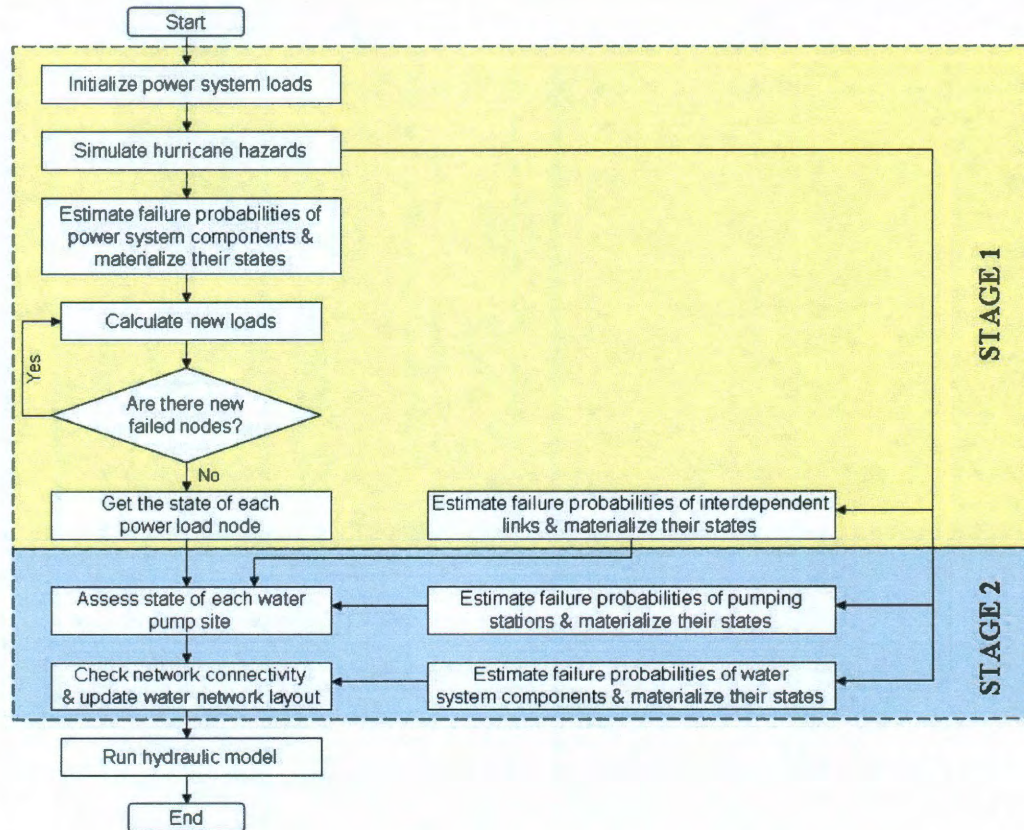 Start
Initialize power system loads
Simulate hurricane hazards
Estimate failure probabilities of
power system components &
materialize their states
Calculate new loads
Yes
Are there new
failed nodes?
No
Get the state of each
power load node
Estimate failure probabilities of interdependent
links & materialize their states
STAGE 1
Assess state of each water
pump site
Estimate failure probabilities of pumping
stations & materialize their states
Check network connectivity
& update water network layout
Estimate failure probabilities of water
system components & materialize their states
STAGE 2
Run hydraulic model
End